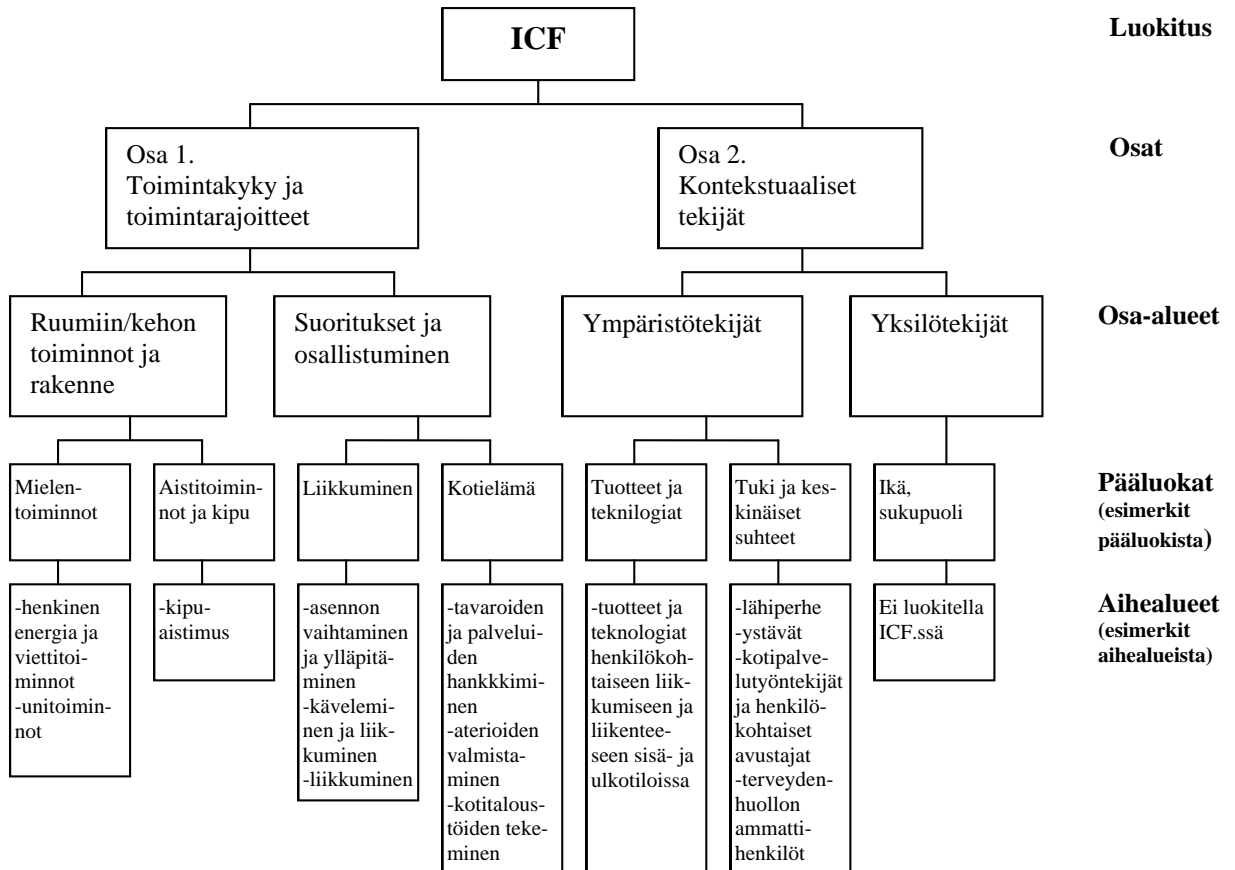 ICF
Luokitus
Osa 1.
Toimintakyky ja
toimintarajoitteet
Osa 2.
Kontekstuaaliset
tekijät
Osat
Ruumiin/kehon
toiminnot ja
rakenne
Suoritukset ja
osallistuminen
Ympäristötekijät
Yksilötekijät
Osa-alueet
Mielen-
toiminnot
Aistitoimin-
not ja kipu
Liikkuminen
Kotielämä
Tuotteet ja
teknilogiat
Tuki ja kes-
kinäiset
suhteet
Ikä,
sukupuoli
Pääluokat
(esimerkit
pääluokista)
-henkinen
energia ja
viettitoi-
minnot
-unitoimin-
not
-kipu-
aistimus
-asennon
vaihtaminen
ja ylläpitä-
minen
-kävelemi-
nen ja liik-
kuminen
-liikkuminen
-tavaroiden
ja palvelui-
den
hankkkimi-
nen
-aterioiden
valmista-
minen
-kotitalous-
töiden teke-
minen
-tuotteet ja
teknologiat
henkilökoh-
taiseen liik-
kumiseen ja
liikentee-
seen sisä- ja
ulkotiloissa
-lähiperhe
-ystävät
-kotipalve-
lutyöntekijät
ja henkilö-
kohtaiset
avustajat
-terveyden-
huollon
ammatti-
henkilöt
Ei luokitella
ICF.ssä
Aihealueet
(esimerkit
aihealueista)